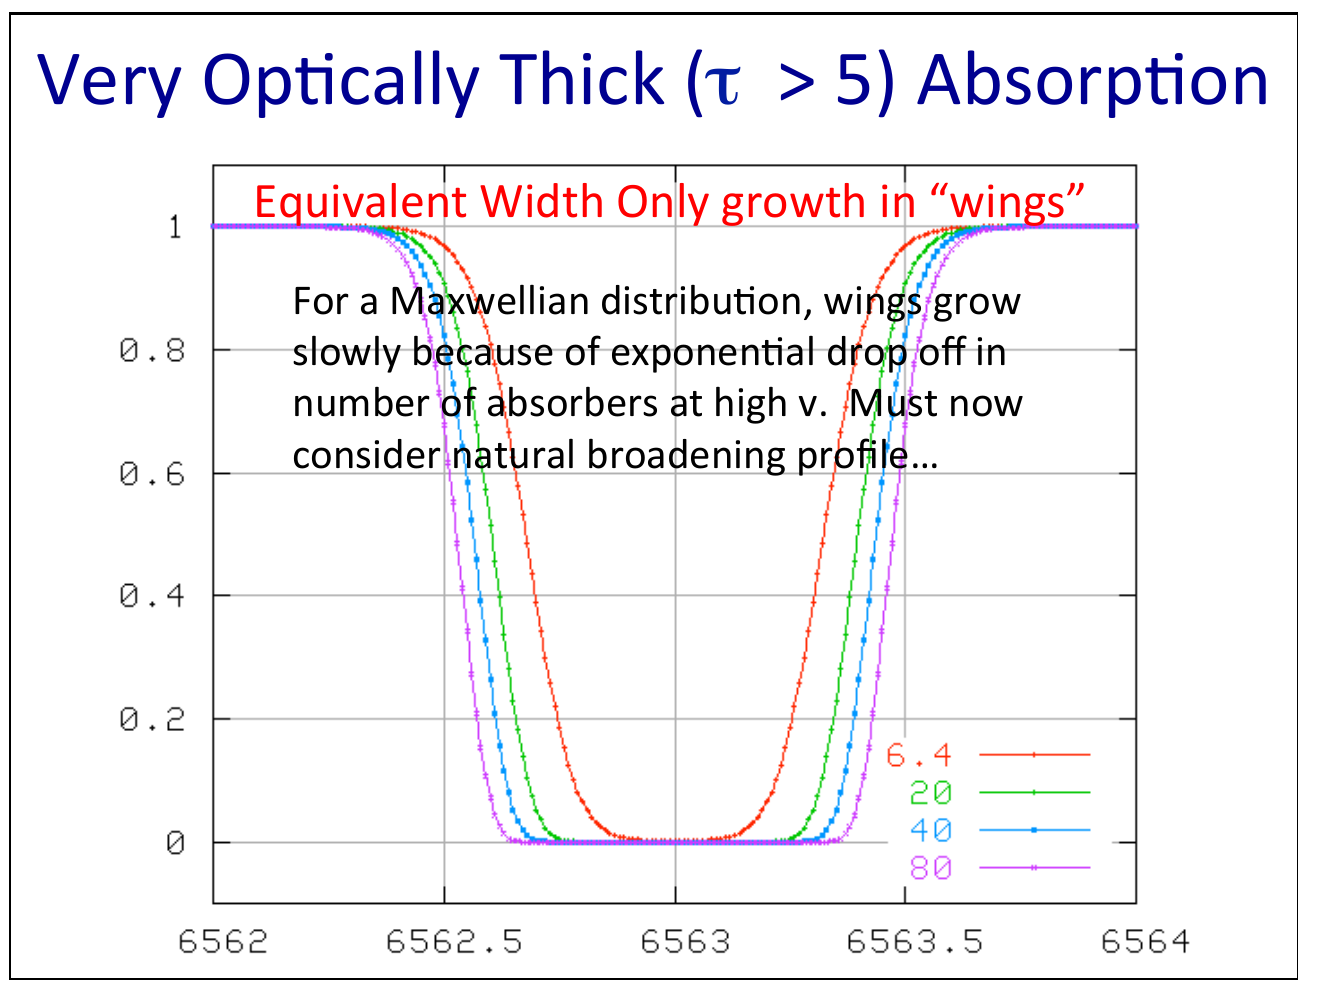 Very Optically Thick (τ > 5) Absorption
Equivalent Width Only growth in “wings”
1
For a Maxwellian distribution, wings grow
slowly because of exponential drop off in
0.8
number of absorbers at high v. Must now
consider natural broadening profile…
0.6
0.4
0.2
6.4
20
40
0
80
6562 6562.5 6563 6563.5 6564